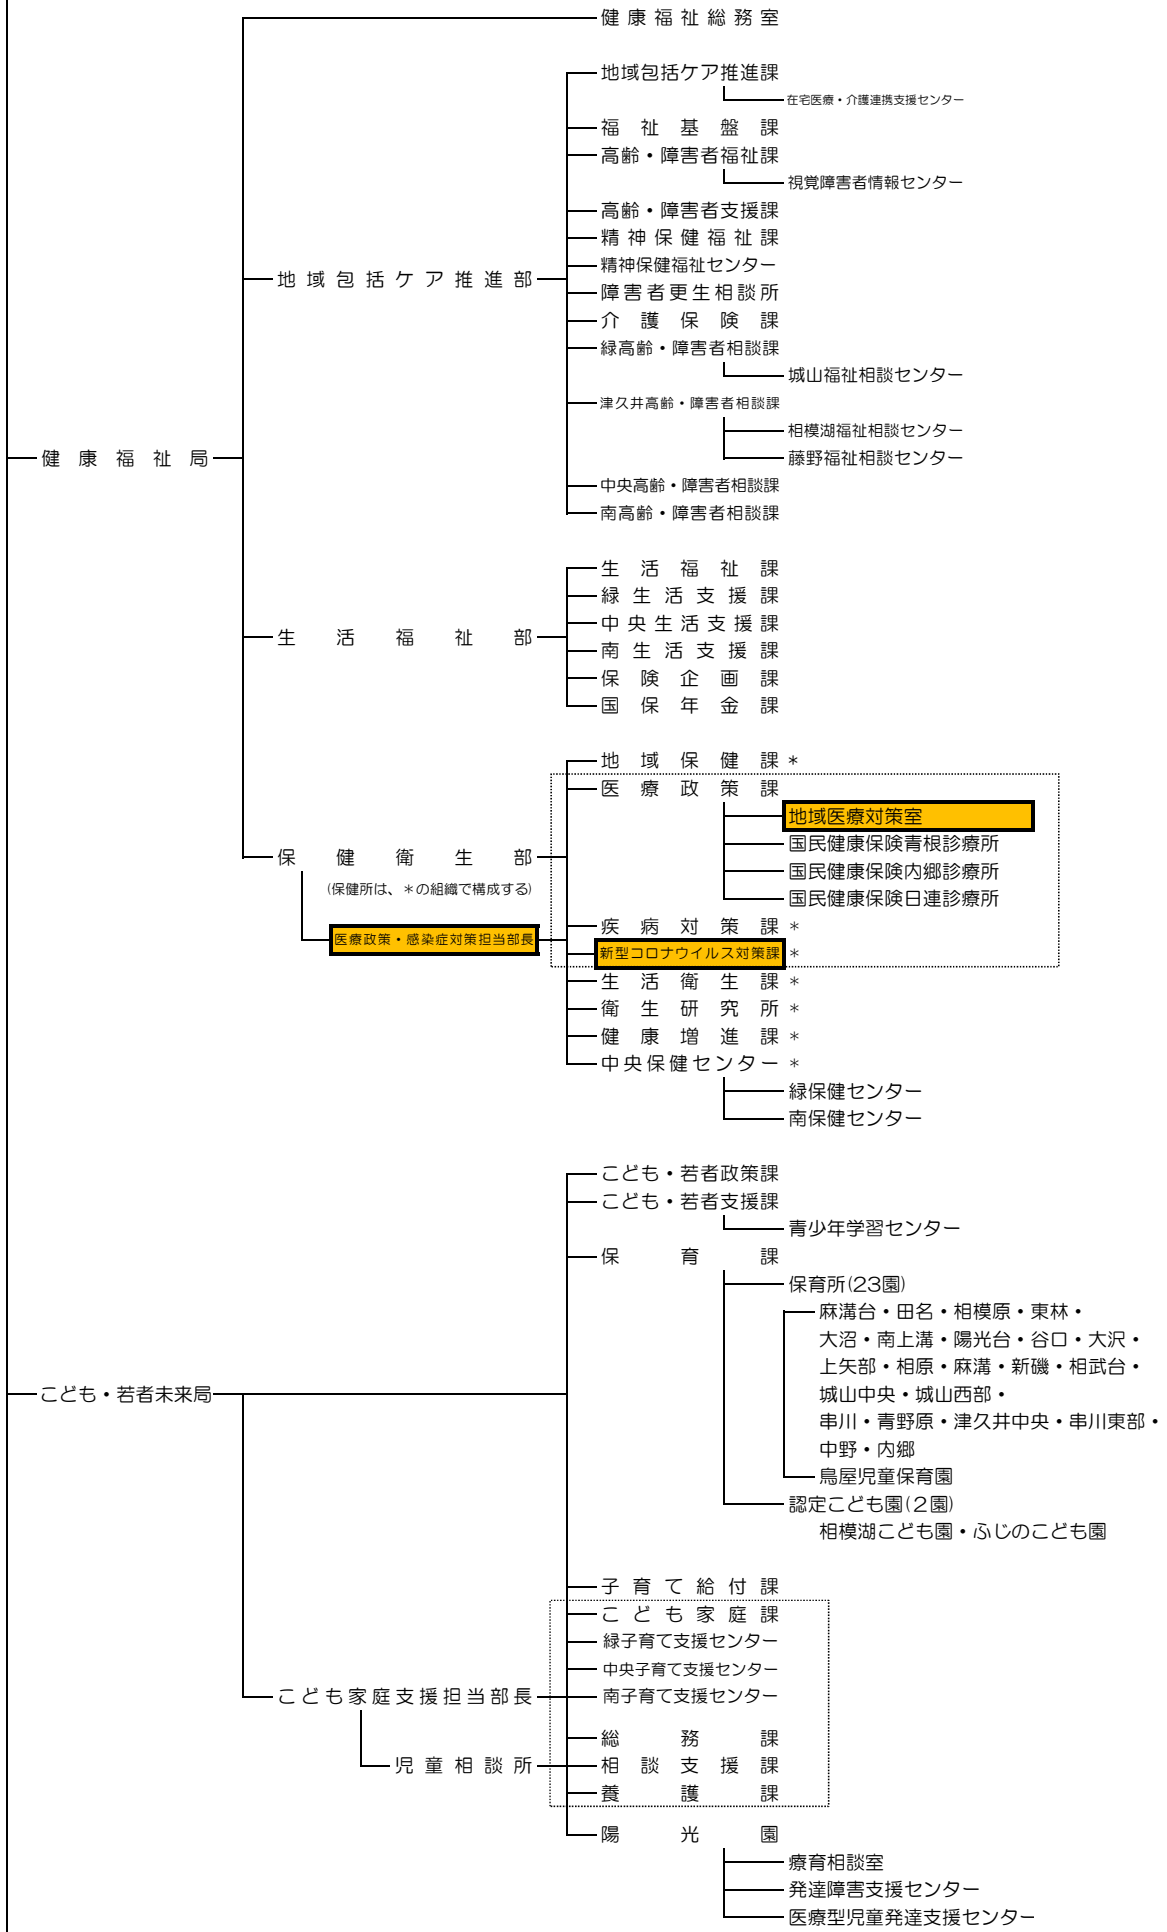 健康福祉総務室
地域包括ケア推進課
在宅医療・介護連携支援センター
福祉基盤課
高齢・障害者福祉課
視覚障害者情報センター
高齢・障害者支援課
精神保健福祉課
精神保健福祉センター
地域包括ケア推進部
障害者更生相談所
介護保険課
緑高齢・障害者相談課
城山福祉相談センター
津久井高齢・障害者相談課
相模湖福祉相談センター
健康福祉局
藤野福祉相談センター
中央高齢・障害者相談課
南高齢・障害者相談課
生活福祉課
緑生活支援課
中央生活支援課
生活福祉部
南生活支援課
保険企画課
国保年金課
地域保健課*
医療政策課
地域医療対策室
国民健康保険青根診療所
保健衛生部
国民健康保険内郷診療所
(保健所は、*の組織で構成する)
国民健康保険日連診療所
疾病対策課*
医療政策・感染症対策担当部長
新型コロナウイルス対策課*
生活衛生課*
衛生研究所*
健康増進課*
中央保健センター*
緑保健センター
南保健センター
こども・若者政策課
こども・若者支援課
青少年学習センター
保育課
保育所(23園)
麻溝台・田名・相模原・東林・
大沼・南上溝・陽光台・谷口・大沢・
上矢部・相原・麻溝・新磯・相武台・
こども・若者未来局
城山中央・城山西部・
串川・青野原・津久井中央・串川東部・
中野・内郷
鳥屋児童保育園
認定こども園(2園)
相模湖こども園・ふじのこども園
子育て給付課
こども家庭課
緑子育て支援センター
中央子育て支援センター
こども家庭支援担当部長
南子育て支援センター
総務課
児童相談所
相談支援課
養護課
陽光園
療育相談室
発達障害支援センター
医療型児童発達支援センター